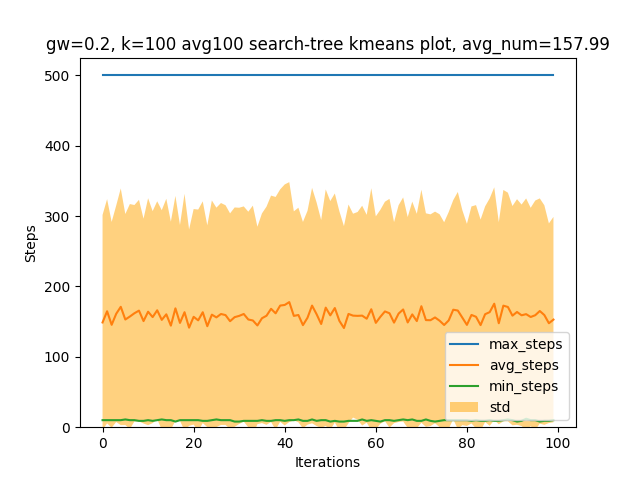 gw=0.2, k=100 avg100 search-tree kmeans plot, avg_num=157.99
500
400
300
200
100
0
Steps
max_steps
avg_steps
min_steps
std
0
20
40
60
80
100
Iterations